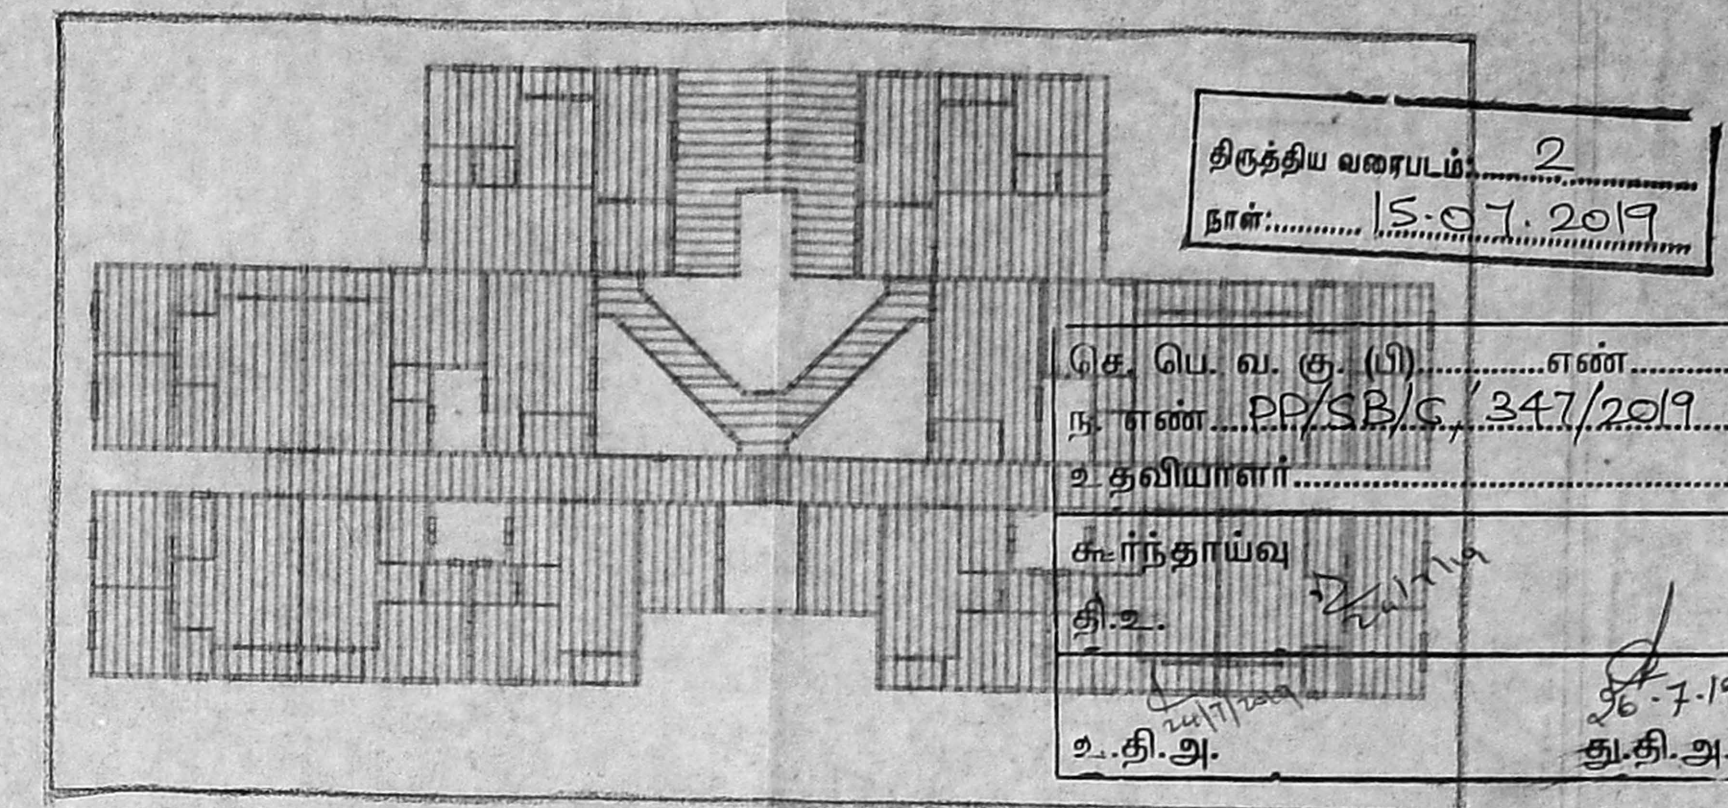 திருத்திய வரைபடம்:.......2..............
நாள்:............ 15.07.2019
செ. பெ. வ. கு. (பி)..............எண்...........
ந. எண்....PP/SB/S/347/2019
உதவியாளர்........................................
கூர்ந்தாய்வு
தி.உ.
24/7/2019
26.7.19
உ.தி.அ.
து.தி.அ.